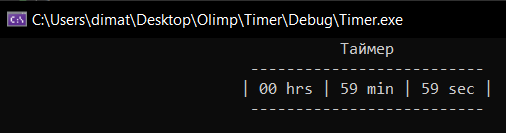 C:\Users\dimat\Desktop\Olimp\Timer\Debug\Timer.exe
Таймер
--------------------------
| 00 hrs | 59 min | 59 sec |
--------------------------